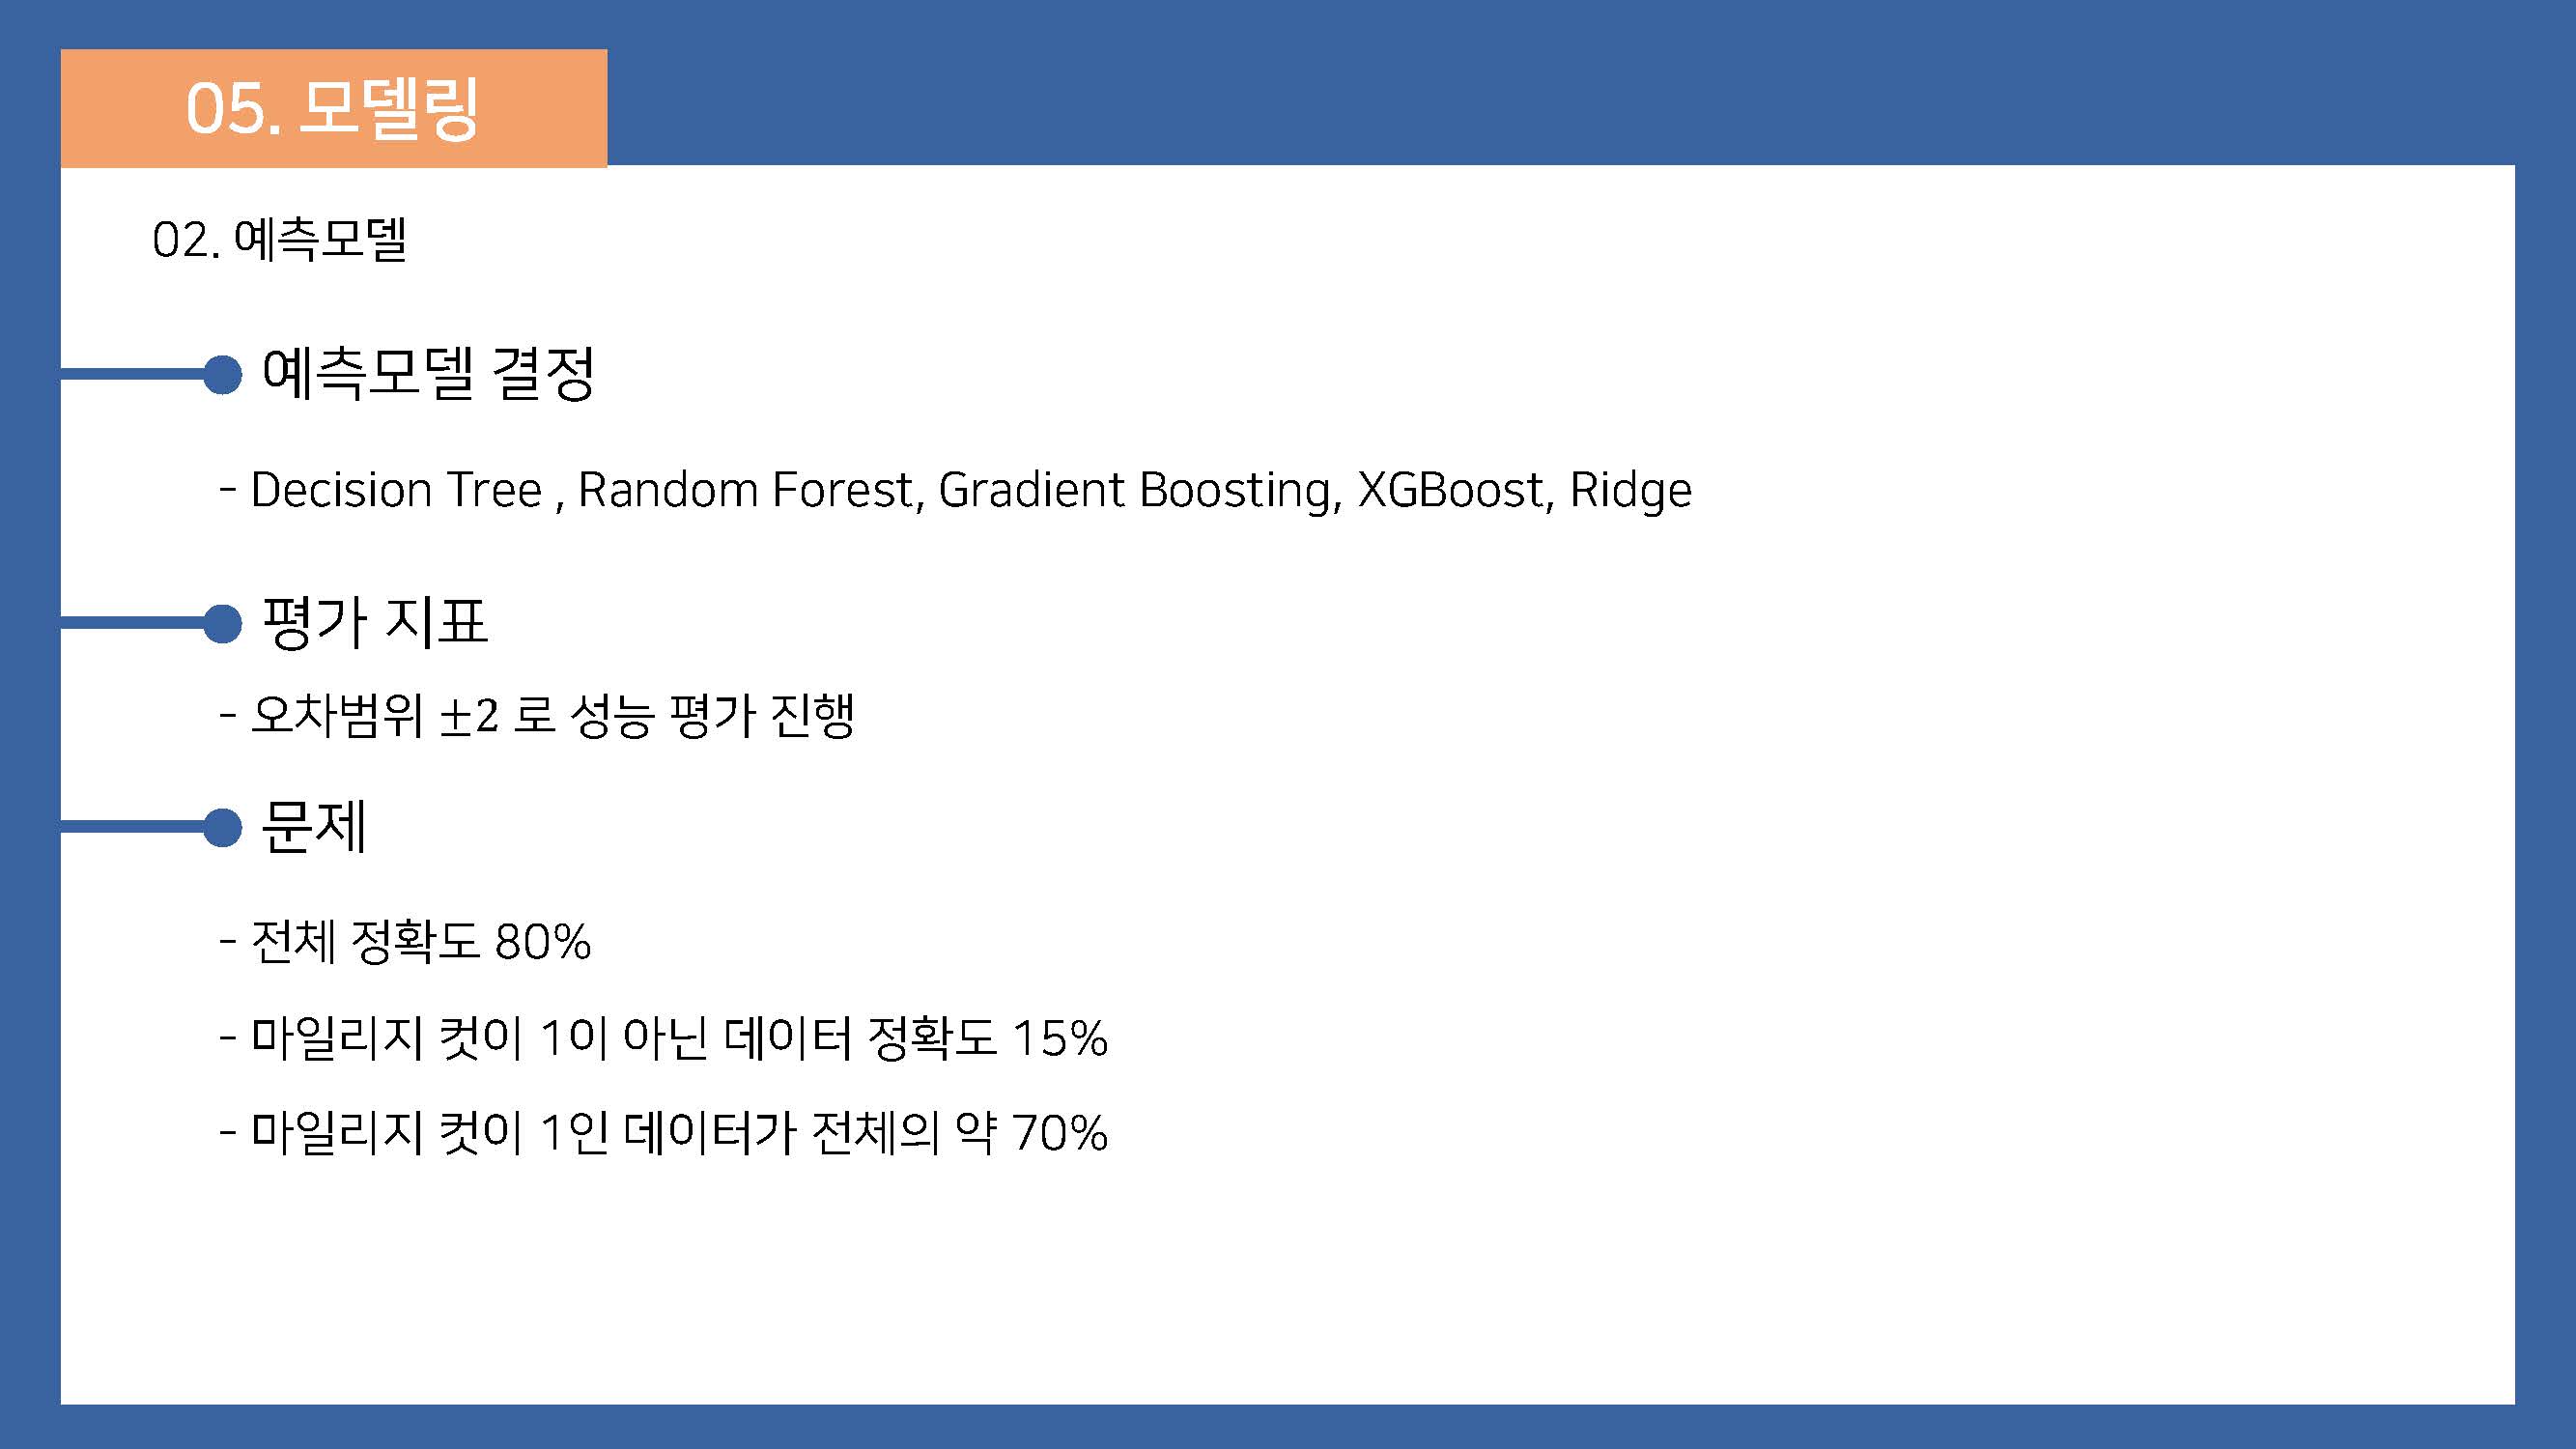 05. 모델링
02. 예측모델
예측모델 결정
- Decision Tree , Random Forest, Gradient Boosting, XGBoost, Ridge
평가 지표
- 오차범위 ±2 로 성능 평가 진행
문제
- 전체 정확도 80%
- 마일리지 컷이 1이 아닌 데이터 정확도 15%
- 마일리지 컷이 1인 데이터가 전체의 약 70%